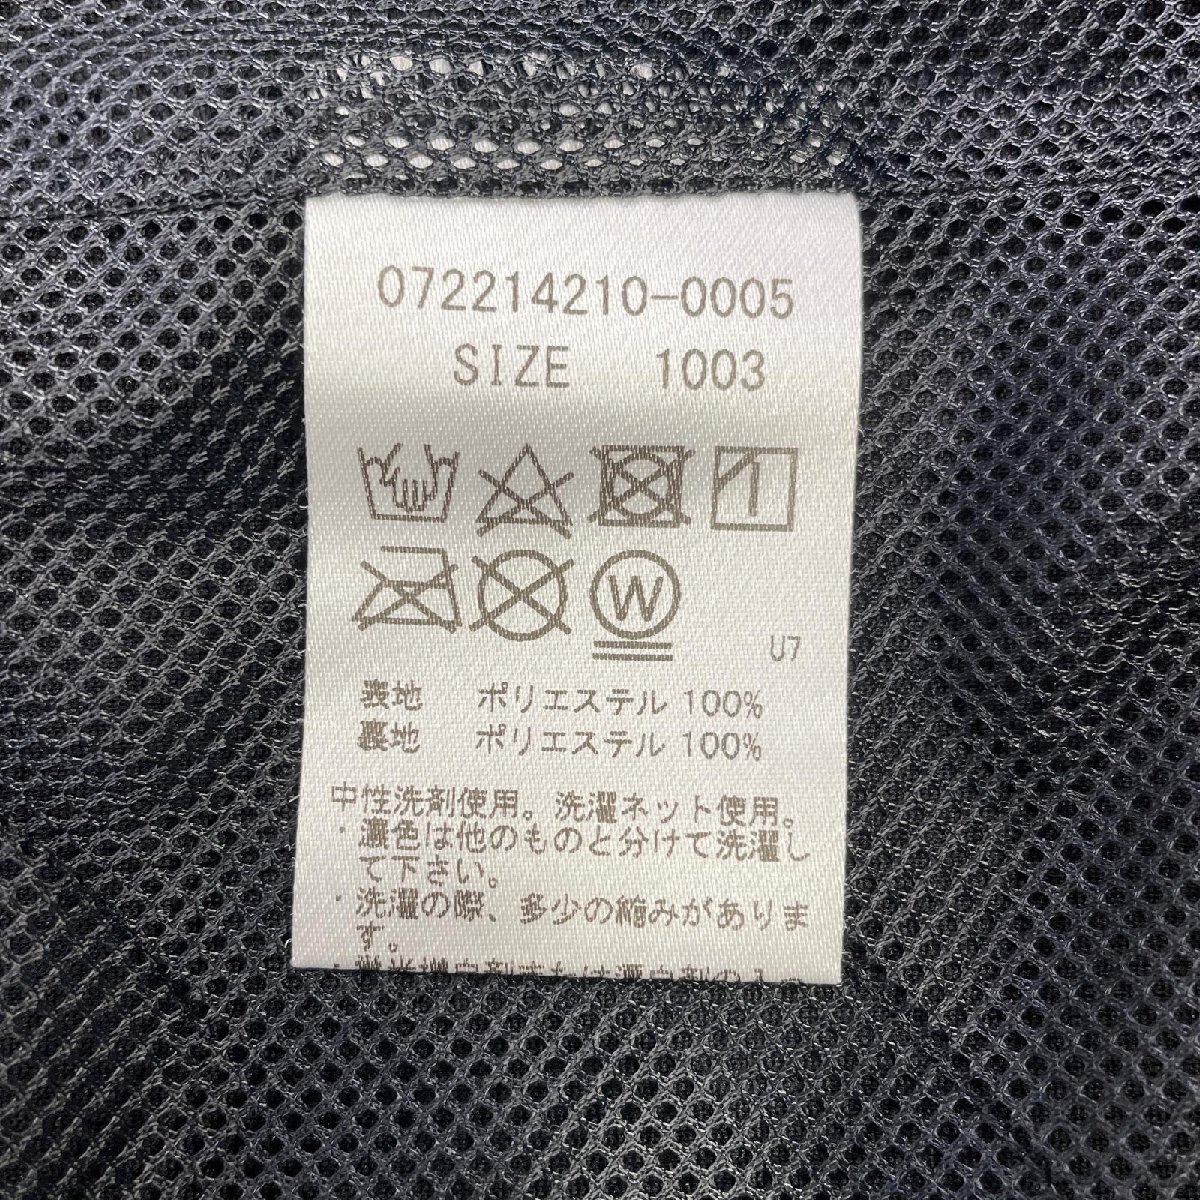 072214210-0005
SIZE 1003
W
U7
表地 ポリエステル 100%
裏地 ポリエステル 100%
中性洗剤使用。洗濯ネット使用。
・濃色は他のものと分けて洗濯し
て下さい。
・洗濯の際、多少の縮みがありま
す。